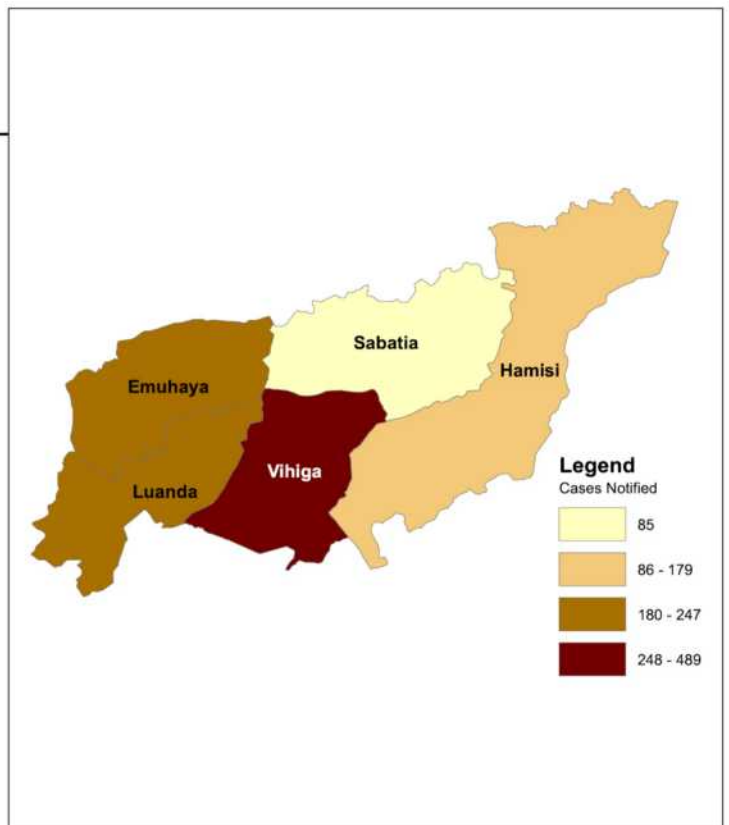 Sabatia
Hamisi
Emuhaya
Vihiga
Luanda
Legend
Cases Notified
85
86 - 179
180 - 247
248 - 489